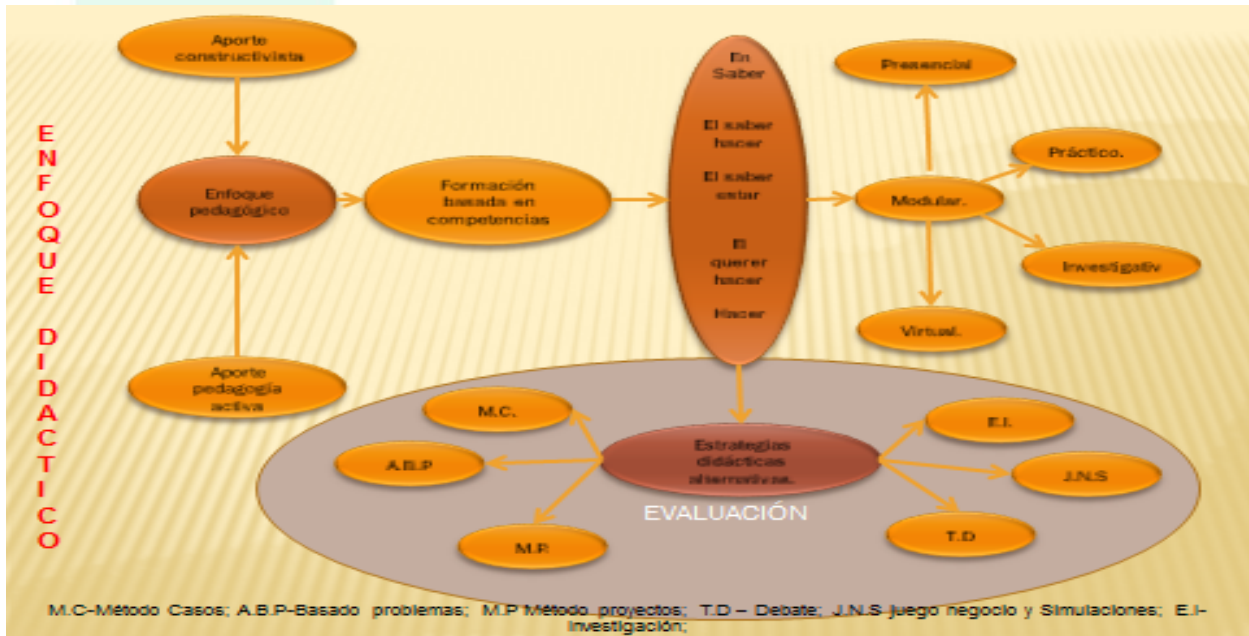 ENFOQUE DIDACTICO
Aporte
constructivista
Enfoque
pedagógico
Aporte
pedagogía
activa
Formación
basada en
competencias
En
Saber
El saber
hacer
El saber
estar
El
querer
hacer
Hacer
Presencial
Práctico.
Modular.
Investigativ
Virtual.
M.C.
A.B.P
M.P.
Estrategias
didácticas
alternativas.
EVALUACIÓN
E.I.
J.N.S
T.D
M.C-Método Casos; A.B.P-Basado problemas; M.P Método proyectos; T.D – Debate; J.N.S juego negocio y Simulaciones; E.I-
Investigación;